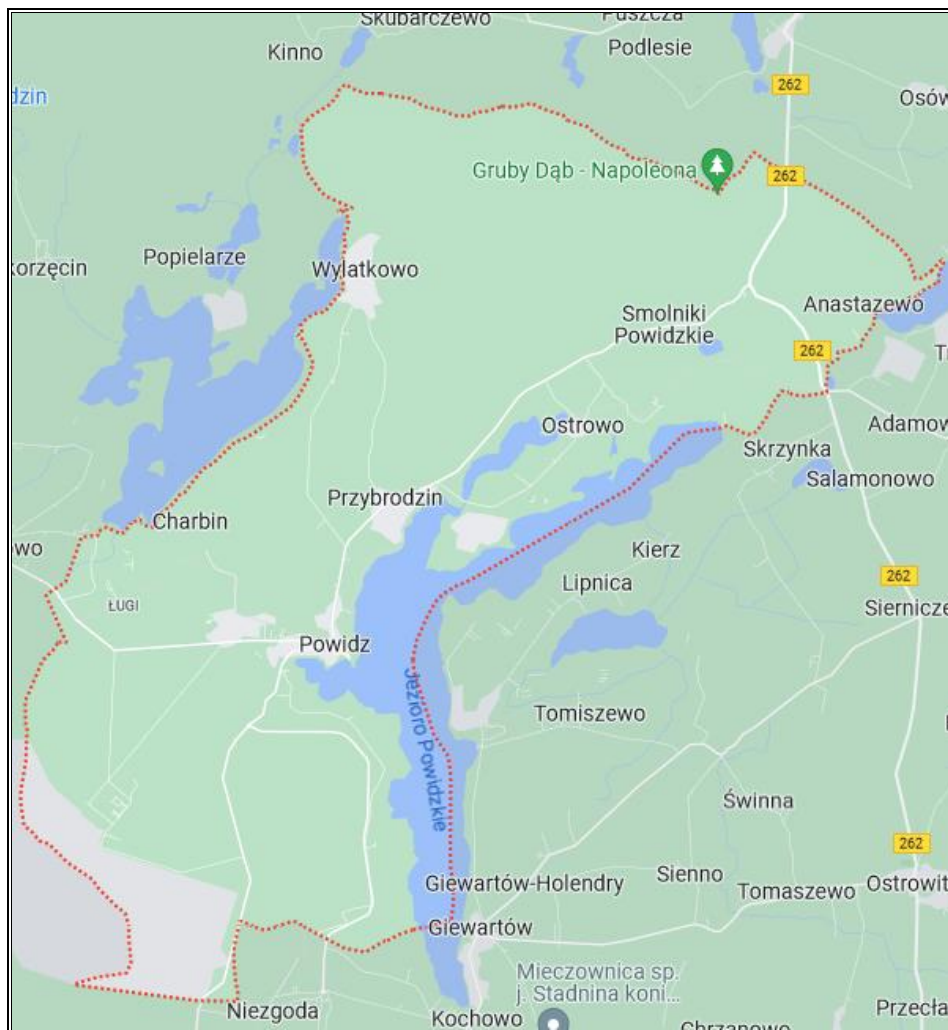 Skubarczewo
Puszcza
Kinno
Podlesie
262
dzin
Osów
Gruby Dąb - Napoleona
262
Popielarze
korzęcin
Wylatkowo
Anastazewo
Smolniki
Powidzkie
262
Ostrowo
Adamow
Skrzynka
Salamonowo
Przybrodzin
Charbin
owo
Kierz
Lipnica
262
ŁUGI
Siernicze
Powidz
Jezioro Powidzkie
Tomiszewo
Świnna
262
Giewartów-Holendry
Sienno
Tomaszewo
Ostrowit
Giewartów
Mieczownica sp.
j. Stadnina koni...
Niezgoda
Kochowo
Przecła
Chrzanowo